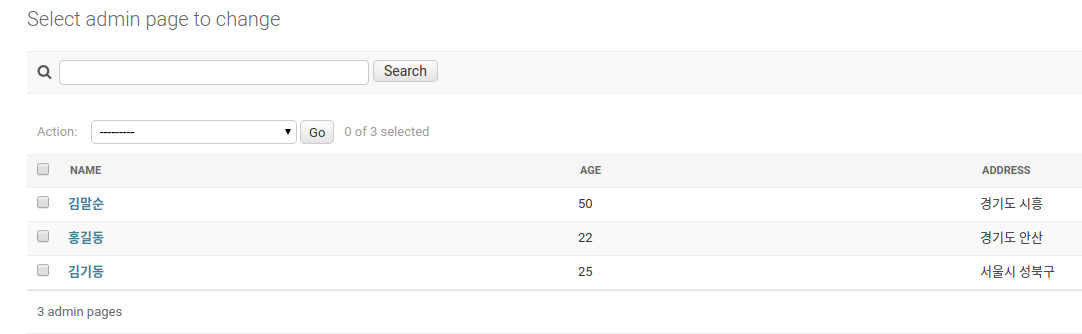 Select admin page to change
Search
Action: --------- Go 0 of 3 selected
NAME AGE ADDRESS
김말순 50 경기도 시흥
홍길동 22 경기도 안산
김기동 25 서울시 성북구
3 admin pages